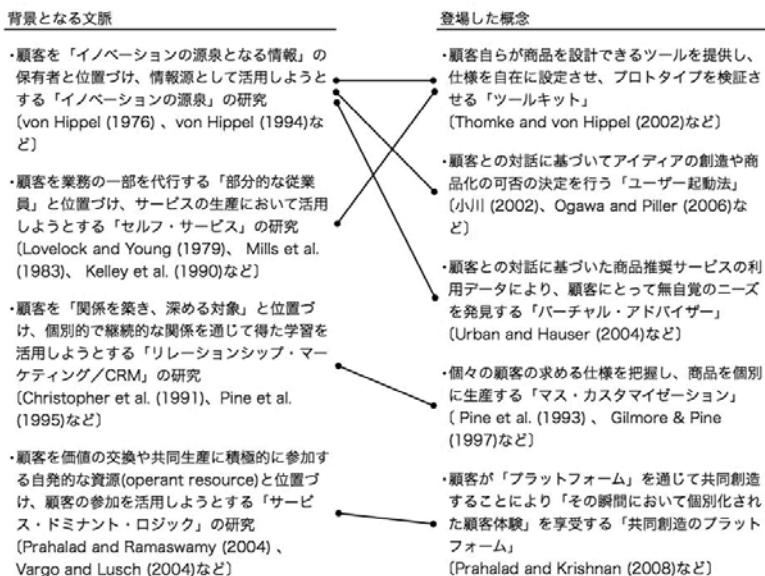 背景となる文脈
・顧客を「イノベーションの源泉となる情報」の
保有者と位置づけ、情報源として活用しようと
する「イノベーションの源泉」の研究
〔von Hippel (1976) 、von Hippel (1994)な
ど〕
・顧客を業務の一部を代行する「部分的な従業
員」と位置づけ、サービスの生産において活用
しようとする「セルフ・サービス」の研究
〔Lovelock and Young (1979)、 Mills et al.
(1983)、 Kelley et al. (1990)など〕
・顧客を「関係を築き、深める対象」と位置づ
け、個別的で継続的な関係を通じて得た学習を
活用しようとする「リレーションシップ・マー
ケティング／CRM」の研究
〔Christopher et al. (1991)、Pine et al.
(1995)など〕
・顧客を価値の交換や共同生産に積極的に参加す
る自発的な資源(operant resource)と位置づ
け、顧客の参加を活用しようとする「サービ
ス・ドミナント・ロジック」の研究
〔Prahalad and Ramaswamy (2004) 、
Vargo and Lusch (2004)など〕
登場した概念
・顧客自らが商品を設計できるツールを提供し、
仕様を自在に設定させ、プロトタイプを検証さ
せる「ツールキット」
〔Thomke and von Hippel (2002)など〕
・顧客との対話に基づいてアイディアの創造や商
品化の可否の決定を行う「ユーザー起動法」
〔小川 (2002)、Ogawa and Piller (2006)な
ど〕
・顧客との対話に基づいた商品推奨サービスの利
用データにより、顧客にとって無自覚のニーズ
を発見する「バーチャル・アドバイザー」
〔Urban and Hauser (2004)など〕
・個々の顧客の求める仕様を把握し、商品を個別
に生産する「マス・カスタマイゼーション」
〔 Pine et al. (1993) 、 Gilmore & Pine
(1997)など〕
・顧客が「プラットフォーム」を通じて共同創造
することにより「その瞬間において個別化され
た顧客体験」を享受する「共同創造のプラット
フォーム」
〔Prahalad and Krishnan (2008)など〕